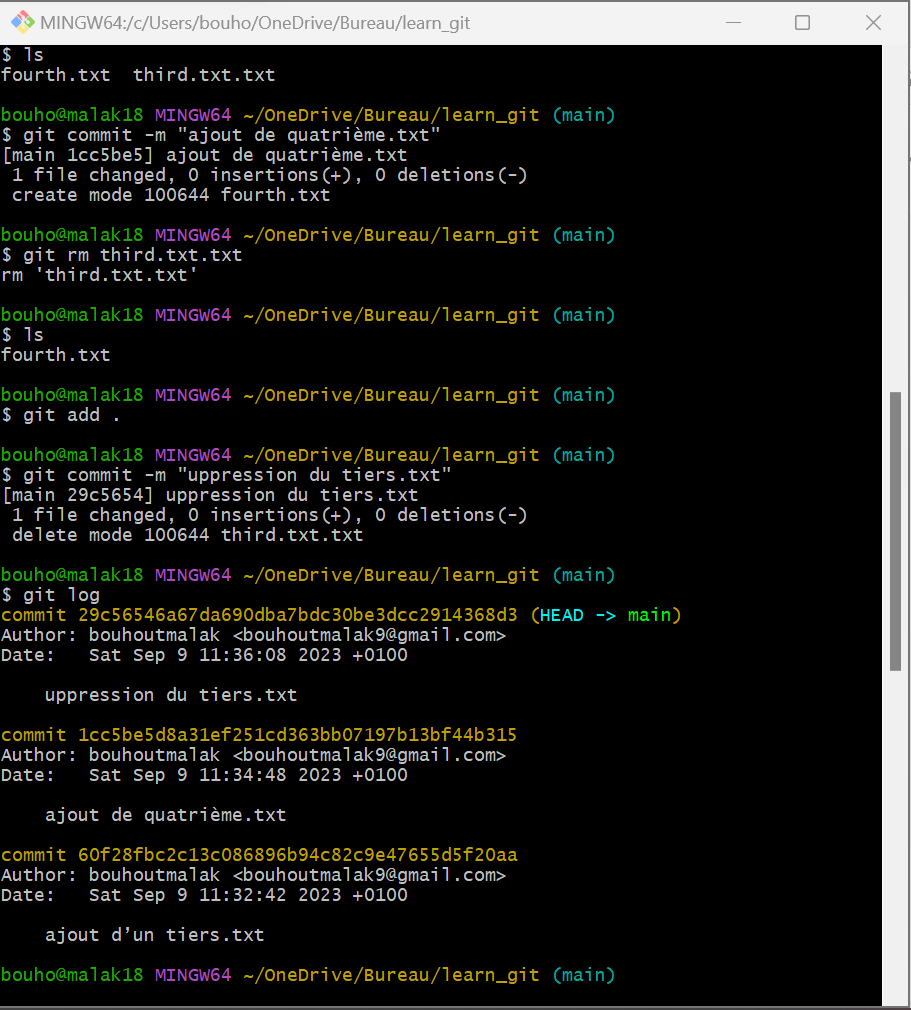 MINGW64:/c/Users/bouho/OneDrive/Bureau/learn_git
$ ls
fourth.txt  third.txt.txt
bouho@malak18 MINGW64 ~/OneDrive/Bureau/learn_git (main)
$ git commit -m "ajout de quatrième.txt"
[main 1cc5be5] ajout de quatrième.txt
 1 file changed, 0 insertions(+), 0 deletions(-)
 create mode 100644 fourth.txt
bouho@malak18 MINGW64 ~/OneDrive/Bureau/learn_git (main)
$ git rm third.txt.txt
rm 'third.txt.txt'
bouho@malak18 MINGW64 ~/OneDrive/Bureau/learn_git (main)
$ ls
fourth.txt
bouho@malak18 MINGW64 ~/OneDrive/Bureau/learn_git (main)
$ git add .
bouho@malak18 MINGW64 ~/OneDrive/Bureau/learn_git (main)
$ git commit -m "uppression du tiers.txt"
[main 29c5654] uppression du tiers.txt
 1 file changed, 0 insertions(+), 0 deletions(-)
 delete mode 100644 third.txt.txt
bouho@malak18 MINGW64 ~/OneDrive/Bureau/learn_git (main)
$ git log
commit 29c56546a67da690dba7bdc30be3dcc2914368d3 (HEAD -> main)
Author: bouhoutmalak <bouhoutmalak9@gmail.com>
Date:   Sat Sep 9 11:36:08 2023 +0100
    uppression du tiers.txt
commit 1cc5be5d8a31ef251cd363bb07197b13bf44b315
Author: bouhoutmalak <bouhoutmalak9@gmail.com>
Date:   Sat Sep 9 11:34:48 2023 +0100
    ajout de quatrième.txt
commit 60f28fbc2c13c086896b94c82c9e47655d5f20aa
Author: bouhoutmalak <bouhoutmalak9@gmail.com>
Date:   Sat Sep 9 11:32:42 2023 +0100
    ajout d’un tiers.txt
bouho@malak18 MINGW64 ~/OneDrive/Bureau/learn_git (main)